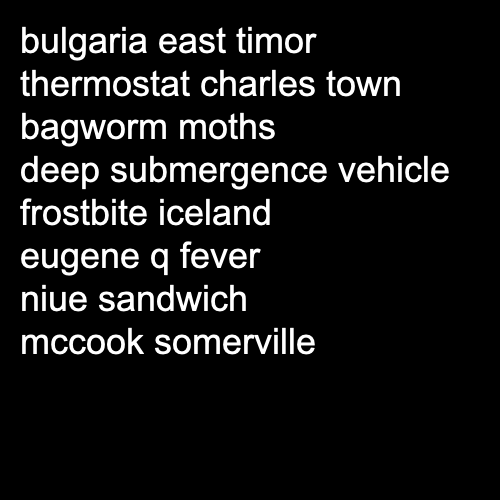 bulgaria east timor
thermostat charles town
bagworm moths
deep submergence vehicle
frostbite iceland
eugene q fever
niue sandwich
mccook somerville